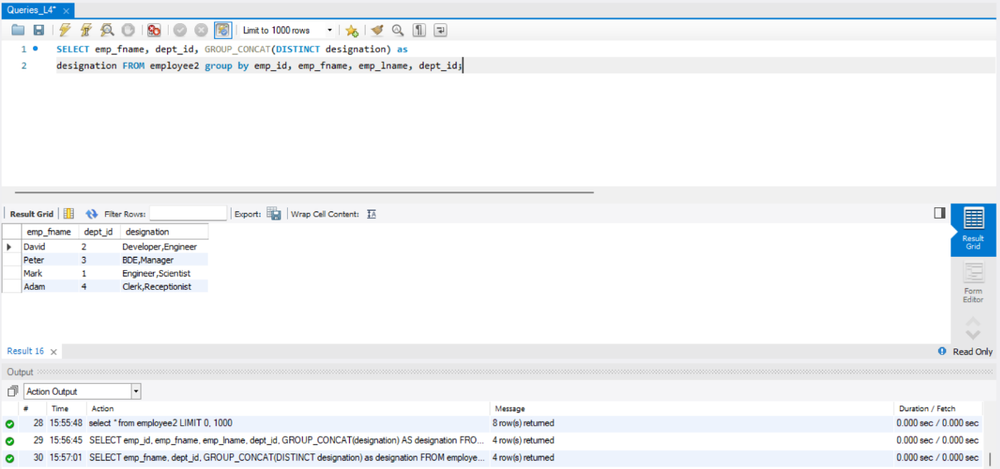 Queries_L4*
Limit to 1000 rows
1 SELECT emp_fname, dept_id, GROUP_CONCAT(DISTINCT designation) as
2 designation FROM employee2 group by emp_id, emp_fname, emp_lname, dept_id;
Result Grid Filter Rows: Export: Wrap Cell Content:
emp_fname dept_id designation
David 2 Developer,Engineer
Peter 3 BDE,Manager
Mark 1 Engineer,Scientist
Adam 4 Clerk,Receptionist
Result
Grid
Form
Editor
Result 16 Read Only
Output
Action Output
# Time Action Message Duration / Fetch
28 15:55:48 select * from employee2 LIMIT 0, 1000 8 row(s) returned 0.000 sec / 0.000 sec
29 15:56:45 SELECT emp_id, emp_fname, emp_lname, dept_id, GROUP_CONCAT(designation) AS designation FRO... 4 row(s) returned 0.000 sec / 0.000 sec
30 15:57:01 SELECT emp_fname, dept_id, GROUP_CONCAT(DISTINCT designation) as designation FROM employe... 4 row(s) returned 0.000 sec / 0.000 sec